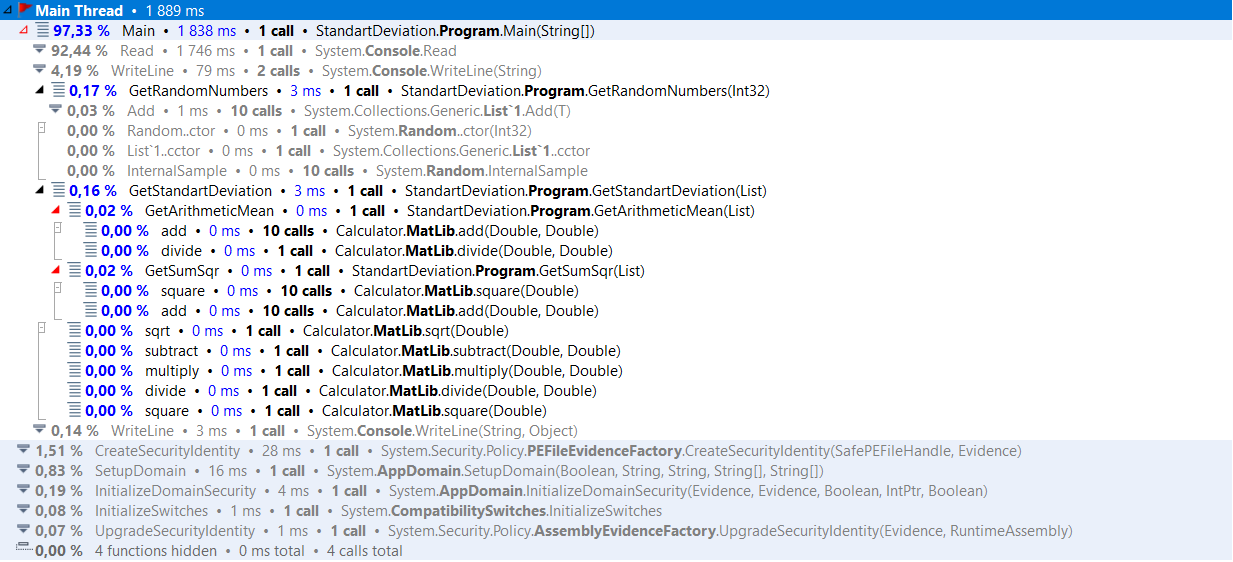 Main Thread • 1 889 ms
97,33 % Main • 1 838 ms • 1 call • StandartDeviation.Program.Main(String[])
92,44 % Read • 1 746 ms • 1 call • System.Console.Read
4,19 % WriteLine • 79 ms • 2 calls • System.Console.WriteLine(String)
0,17 % GetRandomNumbers • 3 ms • 1 call • StandartDeviation.Program.GetRandomNumbers(Int32)
0,03 % Add • 1 ms • 10 calls • System.Collections.Generic.List`1.Add(T)
0,00 % Random..ctor • 0 ms • 1 call • System.Random..ctor(Int32)
0,00 % List`1..cctor • 0 ms • 1 call • System.Collections.Generic.List`1..cctor
0,00 % InternalSample • 0 ms • 10 calls • System.Random.InternalSample
0,16 % GetStandartDeviation • 3 ms • 1 call • StandartDeviation.Program.GetStandartDeviation(List)
0,02 % GetArithmeticMean • 0 ms • 1 call • StandartDeviation.Program.GetArithmeticMean(List)
0,00 % add • 0 ms • 10 calls • Calculator.MatLib.add(Double, Double)
0,00 % divide • 0 ms • 1 call • Calculator.MatLib.divide(Double, Double)
0,02 % GetSumSqr • 0 ms • 1 call • StandartDeviation.Program.GetSumSqr(List)
0,00 % square • 0 ms • 10 calls • Calculator.MatLib.square(Double)
0,00 % add • 0 ms • 10 calls • Calculator.MatLib.add(Double, Double)
0,00 % sqrt • 0 ms • 1 call • Calculator.MatLib.sqrt(Double)
0,00 % subtract • 0 ms • 1 call • Calculator.MatLib.subtract(Double, Double)
0,00 % multiply • 0 ms • 1 call • Calculator.MatLib.multiply(Double, Double)
0,00 % divide • 0 ms • 1 call • Calculator.MatLib.divide(Double, Double)
0,00 % square • 0 ms • 1 call • Calculator.MatLib.square(Double)
0,14 % WriteLine • 3 ms • 1 call • System.Console.WriteLine(String, Object)
1,51 % CreateSecurityIdentity • 28 ms • 1 call • System.Security.Policy.PEFileEvidenceFactory.CreateSecurityIdentity(SafePEFileHandle, Evidence)
0,83 % SetupDomain • 16 ms • 1 call • System.AppDomain.SetupDomain(Boolean, String, String, String[], String[])
0,19 % InitializeDomainSecurity • 4 ms • 1 call • System.AppDomain.InitializeDomainSecurity(Evidence, Evidence, Boolean, IntPtr, Boolean)
0,08 % InitializeSwitches • 1 ms • 1 call • System.CompatibilitySwitches.InitializeSwitches
0,07 % UpgradeSecurityIdentity • 1 ms • 1 call • System.Security.Policy.AssemblyEvidenceFactory.UpgradeSecurityIdentity(Evidence, RuntimeAssembly)
0,00 % 4 functions hidden • 0 ms total • 4 calls total